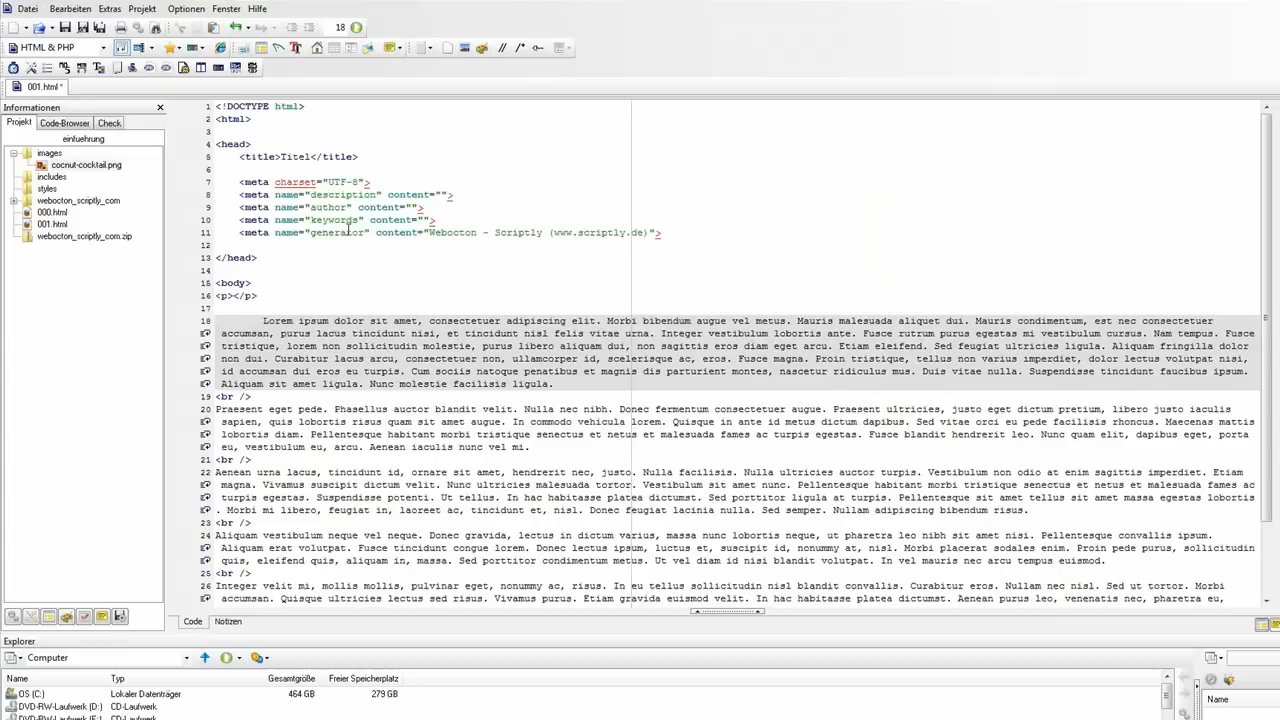 Datei Bearbeiten Extras Projekt Optionen Fenster Hilfe
18
HTML & PHP
001.html *
Informationen
Projekt Code-Browser Check
einfuehrung
images
cocnut-cocktail.png
includes
styles
webocton_scriptly_com
000.html
001.html
webocton_scriptly_com.zip
1 <!DOCTYPE html>
2 <html>
3
4 <head>
5 <title>Titel</title>
6
7 <meta charset="UTF-8">
8 <meta name="description" content="">
9 <meta name="author" content="">
10 <meta name="keywords" content="">
11 <meta name="generator" content="Webocton - Scriptly (www.scriptly.de)">
12
13 </head>
14
15 <body>
16 <p></p>
17
18 Lorem ipsum dolor sit amet, consectetuer adipiscing elit. Morbi bibendum augue vel metus. Mauris malesuada aliquet dui. Mauris condimentum, est nec consectetuer
accumsan, purus lacus tincidunt nisi, et tincidunt nisl felis vitae urna. Integer vestibulum lobortis ante. Fusce rutrum purus egestas mi vestibulum cursus. Nam tempus. Fusce
tristique, lorem non sollicitudin molestie, purus libero aliquam dui, non sagittis eros diam eget arcu. Etiam eleifend. Sed feugiat ultricies ligula. Aliquam fringilla dolor
non dui. Curabitur lacus arcu, consectetuer non, ullamcorper id, scelerisque ac, eros. Fusce magna. Proin tristique, tellus non varius imperdiet, dolor lectus volutpat nisi,
id accumsan dui eros eu turpis. Cum sociis natoque penatibus et magnis dis parturient montes, nascetur ridiculus mus. Duis vitae nulla. Suspendisse tincidunt faucibus ipsum.
Aliquam sit amet ligula. Nunc molestie facilisis ligula.
19 <br />
20 Praesent eget pede. Phasellus auctor blandit velit. Nulla nec nibh. Donec fermentum consectetuer augue. Praesent ultricies, justo eget dictum pretium, libero justo iaculis
sapien, quis lobortis risus quam sit amet augue. In commodo vehicula lorem. Quisque in ante id metus dictum dapibus. Sed vitae orci eu pede facilisis rhoncus. Maecenas mattis
lobortis diam. Pellentesque habitant morbi tristique senectus et netus et malesuada fames ac turpis egestas. Fusce blandit hendrerit leo. Nunc quam elit, dapibus eget, porta
eu, vestibulum eu, arcu. Aenean iaculis nunc vel mi.
21 <br />
22 Aenean urna lacus, tincidunt id, ornare sit amet, hendrerit nec, justo. Nulla facilisis. Nulla ultricies auctor turpis. Vestibulum non odio at enim sagittis imperdiet. Etiam
magna. Vivamus suscipit dictum velit. Nunc ultricies malesuada tortor. Vestibulum sit amet nunc. Pellentesque habitant morbi tristique senectus et netus et malesuada fames ac
turpis egestas. Suspendisse potenti. Ut tellus. In hac habitasse platea dictumst. Sed porttitor ligula at turpis. Pellentesque sit amet tellus sit amet massa egestas lobortis
. Morbi mi libero, feugiat in, laoreet ac, tincidunt et, nisl. Donec feugiat lacinia nulla. Sed semper. Nullam adipiscing bibendum risus.
23 <br />
24 Aliquam vestibulum neque vel neque. Donec gravida, lectus in dictum varius, massa nunc lobortis neque, ut pharetra leo nibh sit amet nisi. Pellentesque convallis ipsum.
Aliquam erat volutpat. Fusce tincidunt congue lorem. Donec lectus ipsum, luctus et, suscipit id, nonummy at, nisl. Morbi placerat sodales enim. Proin pede purus, sollicitudin
quis, eleifend quis, aliquam in, massa. Sed porttitor condimentum metus. Ut vel diam id nisi blandit volutpat. In vel mauris nec arcu tempus euismod.
25 <br />
26 Integer velit mi, mollis mollis, pulvinar eget, nonummy ac, risus. In eu tellus sollicitudin nisl blandit convallis. Curabitur eros. Nullam nec nisl. Sed ut tortor. Morbi
accumsan. Quisque ultricies lectus sed risus. Vivamus purus. Etiam gravida euismod velit. In hac habitasse platea dictumst. Aenean purus leo, venenatis nec, pharetra eu,
Code Notizen
Explorer
Computer
Name Typ Gesamtgröße Freier Speicherplatz
OS (C:) Lokaler Datenträger 464 GB 279 GB
DVD-RW-Laufwerk (D:) CD-Laufwerk
DVD-RW-Laufwerk (E:) CD-Laufwerk
Name